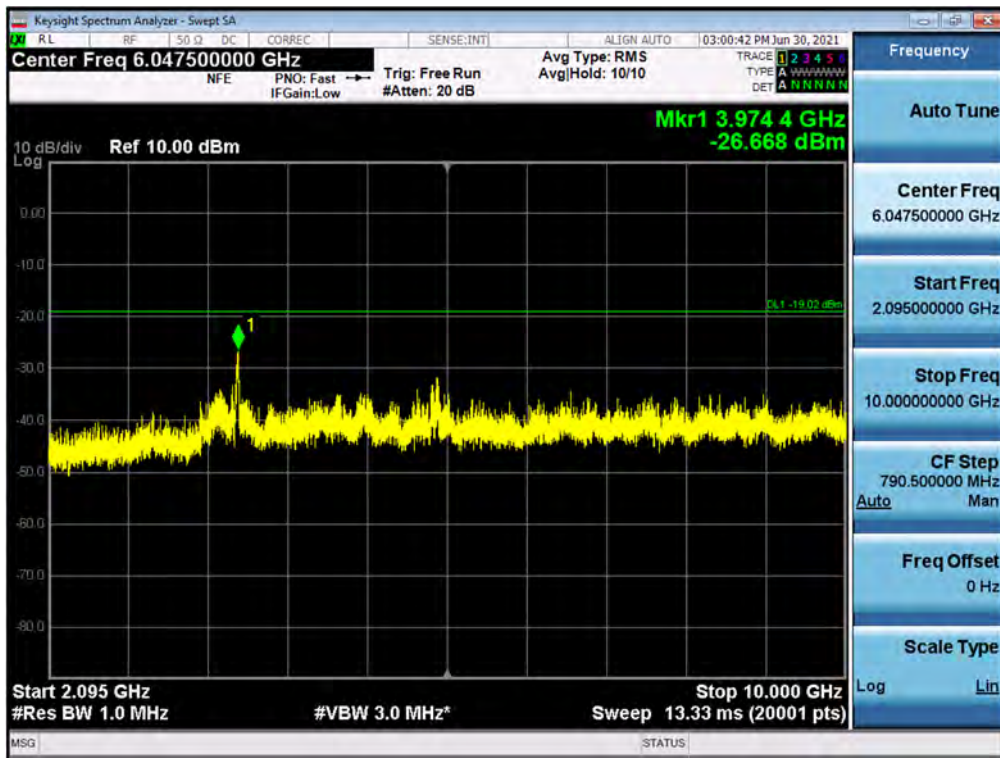 Keysight Spectrum Analyzer - Swept SA
LXI RL RF 50 Ω DC CORREC SENSE:INT ALIGN AUTO 03:00:42 PM Jun 30, 2021
Center Freq 6.047500000 GHz
NFE PNO: Fast Trig: Free Run Avg Type: RMS TRACE 1 2 3 4 5 6
IFGain:Low #Atten: 20 dB Avg|Hold: 10/10 TYPE A WWWWW
DET A N N N N N
Mkr1 3.974 4 GHz
-26.668 dBm
10 dB/div Ref 10.00 dBm
Log
0.00
-10.0
DL1 -19.02 dBm
-20.0
1
-30.0
-40.0
-50.0
-60.0
-70.0
-80.0
Start 2.095 GHz Stop 10.000 GHz
#Res BW 1.0 MHz #VBW 3.0 MHz* Sweep 13.33 ms (20001 pts)
MSG STATUS
Frequency
Auto Tune
Center Freq
6.047500000 GHz
Start Freq
2.095000000 GHz
Stop Freq
10.000000000 GHz
CF Step
790.500000 MHz
Auto Man
Freq Offset
0 Hz
Scale Type
Log Lin